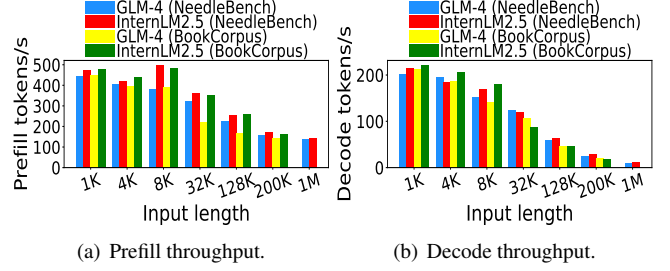 GLM-4 (NeedleBench)
InternLM2.5 (NeedleBench)
GLM-4 (BookCorpus)
InternLM2.5 (BookCorpus)
Prefill tokens/s
500
400
300
200
100
0
1K 4K 8K 32K 128K 200K 1M
Input length
(a) Prefill throughput.
GLM-4 (NeedleBench)
InternLM2.5 (NeedleBench)
GLM-4 (BookCorpus)
InternLM2.5 (BookCorpus)
Decode tokens/s
200
100
0
1K 4K 8K 32K 128K 200K 1M
Input length
(b) Decode throughput.